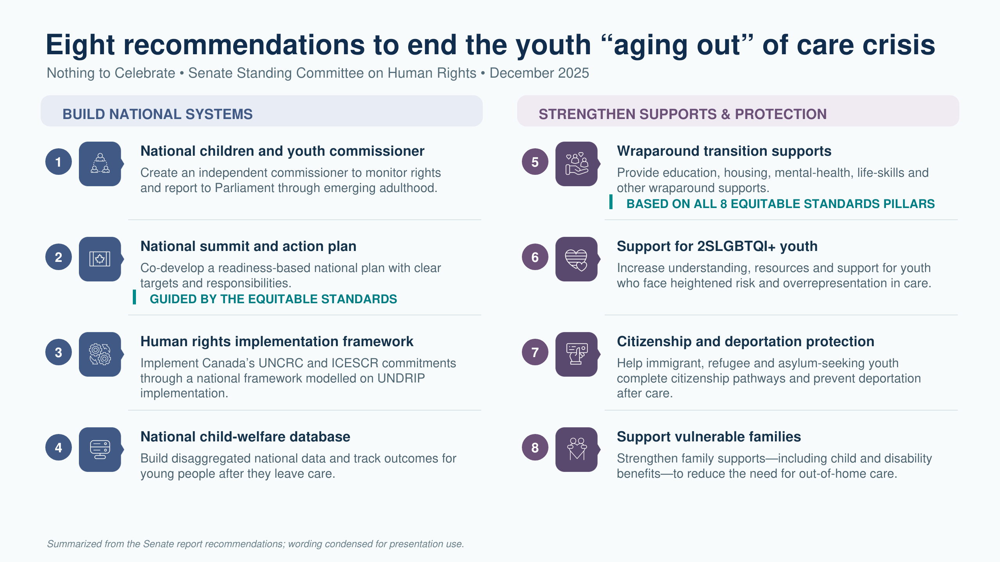 Eight recommendations to end the youth “aging out” of care crisis
Nothing to Celebrate • Senate Standing Committee on Human Rights • December 2025
BUILD NATIONAL SYSTEMS
1
National children and youth commissioner
Create an independent commissioner to monitor rights
and report to Parliament through emerging adulthood.
2
National summit and action plan
Co-develop a readiness-based national plan with clear
targets and responsibilities.
GUIDED BY THE EQUITABLE STANDARDS
3
Human rights implementation framework
Implement Canada’s UNCRC and ICESCR commitments
through a national framework modelled on UNDRIP
implementation.
4
National child-welfare database
Build disaggregated national data and track outcomes for
young people after they leave care.
STRENGTHEN SUPPORTS & PROTECTION
5
Wraparound transition supports
Provide education, housing, mental-health, life-skills and
other wraparound supports.
BASED ON ALL 8 EQUITABLE STANDARDS PILLARS
6
Support for 2SLGBTQI+ youth
Increase understanding, resources and support for youth
who face heightened risk and overrepresentation in care.
7
Citizenship and deportation protection
Help immigrant, refugee and asylum-seeking youth
complete citizenship pathways and prevent deportation
after care.
8
Support vulnerable families
Strengthen family supports—including child and disability
benefits—to reduce the need for out-of-home care.
Summarized from the Senate report recommendations; wording condensed for presentation use.